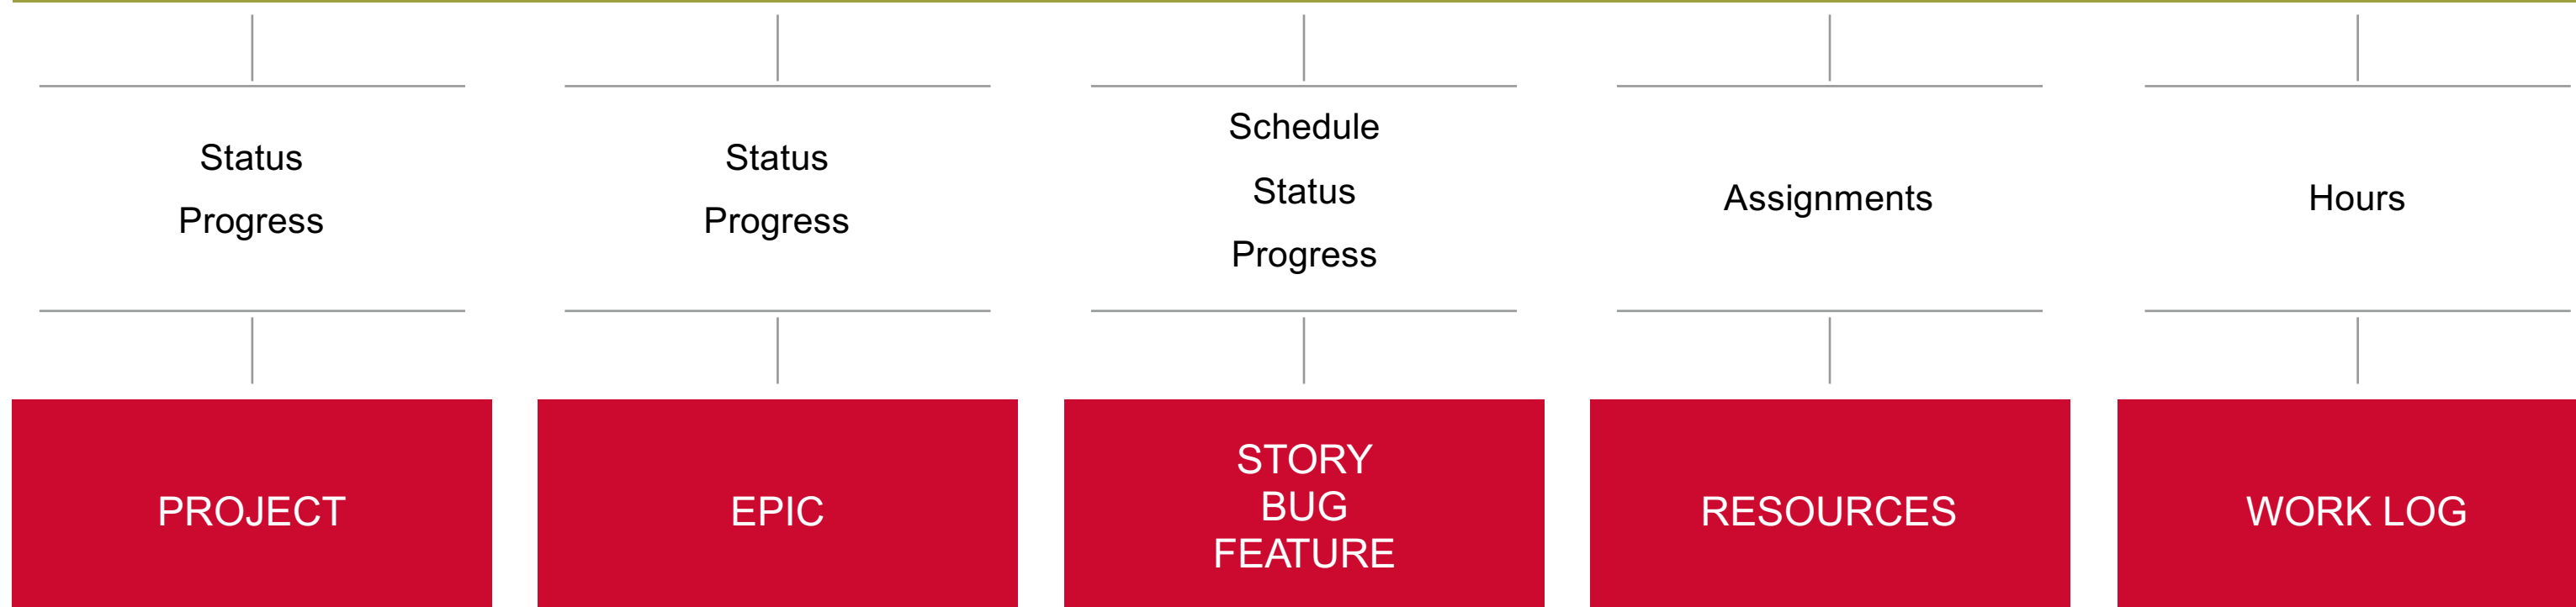 Status
Progress
Status
Progress
Schedule
Status
Progress
Assignments
Hours
PROJECT
EPIC
STORY
BUG
FEATURE
RESOURCES
WORK LOG